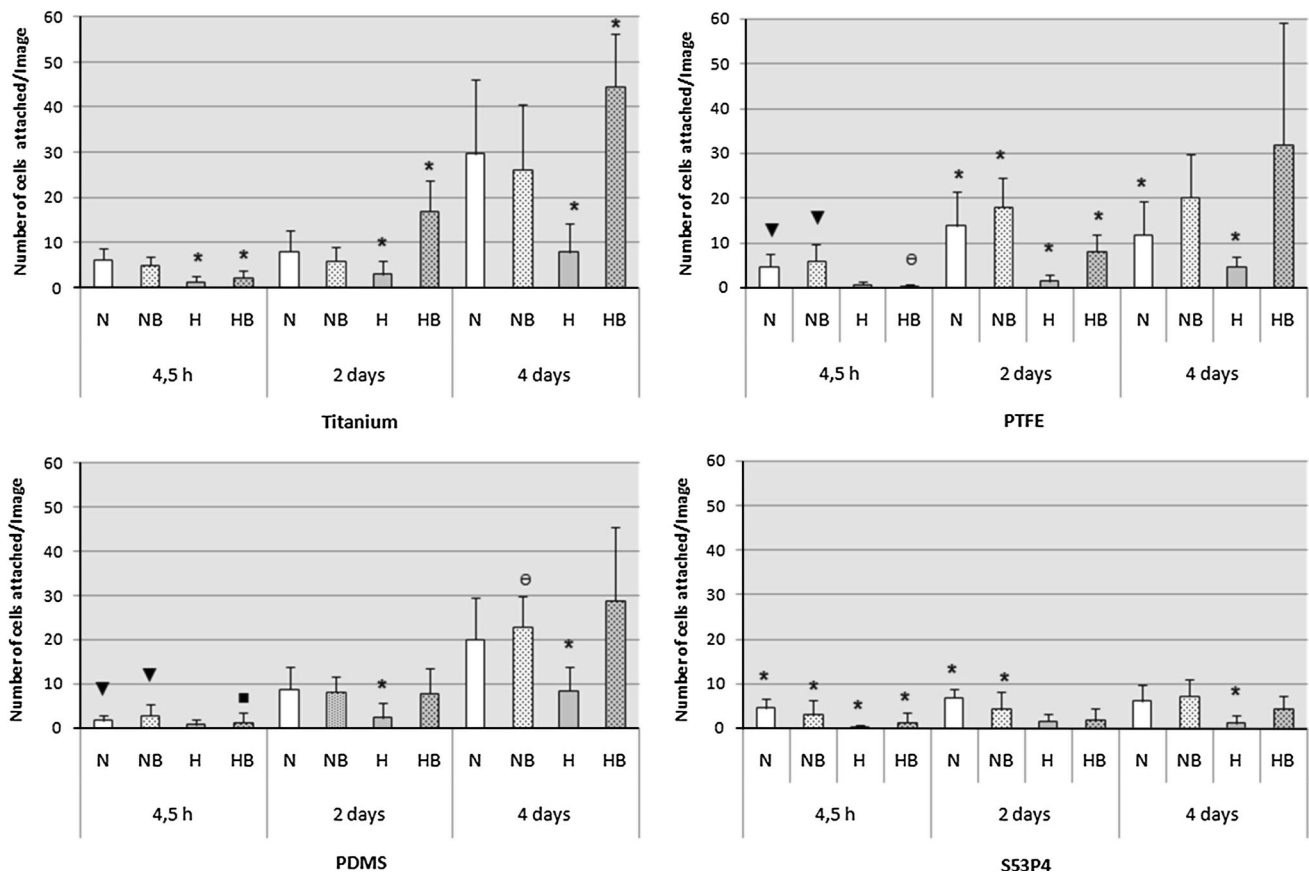 Number of cells attached/Image
60
50
40
30
20
10
0
* * * * * *
N NB H HB N NB H HB N NB H HB
4,5 h 2 days 4 days
Titanium
Number of cells attached/Image
60
50
40
30
20
10
0
▼ ▼ ɵ * * * * * *
N NB H HB N NB H HB N NB H HB
4,5 h 2 days 4 days
PTFE
Number of cells attached/Image
60
50
40
30
20
10
0
▼ ▼ ■ * ɵ *
N NB H HB N NB H HB N NB H HB
4,5 h 2 days 4 days
PDMS
Number of cells attached/Image
60
50
40
30
20
10
0
* * * * * * *
N NB H HB N NB H HB N NB H HB
4,5 h 2 days 4 days
S53P4